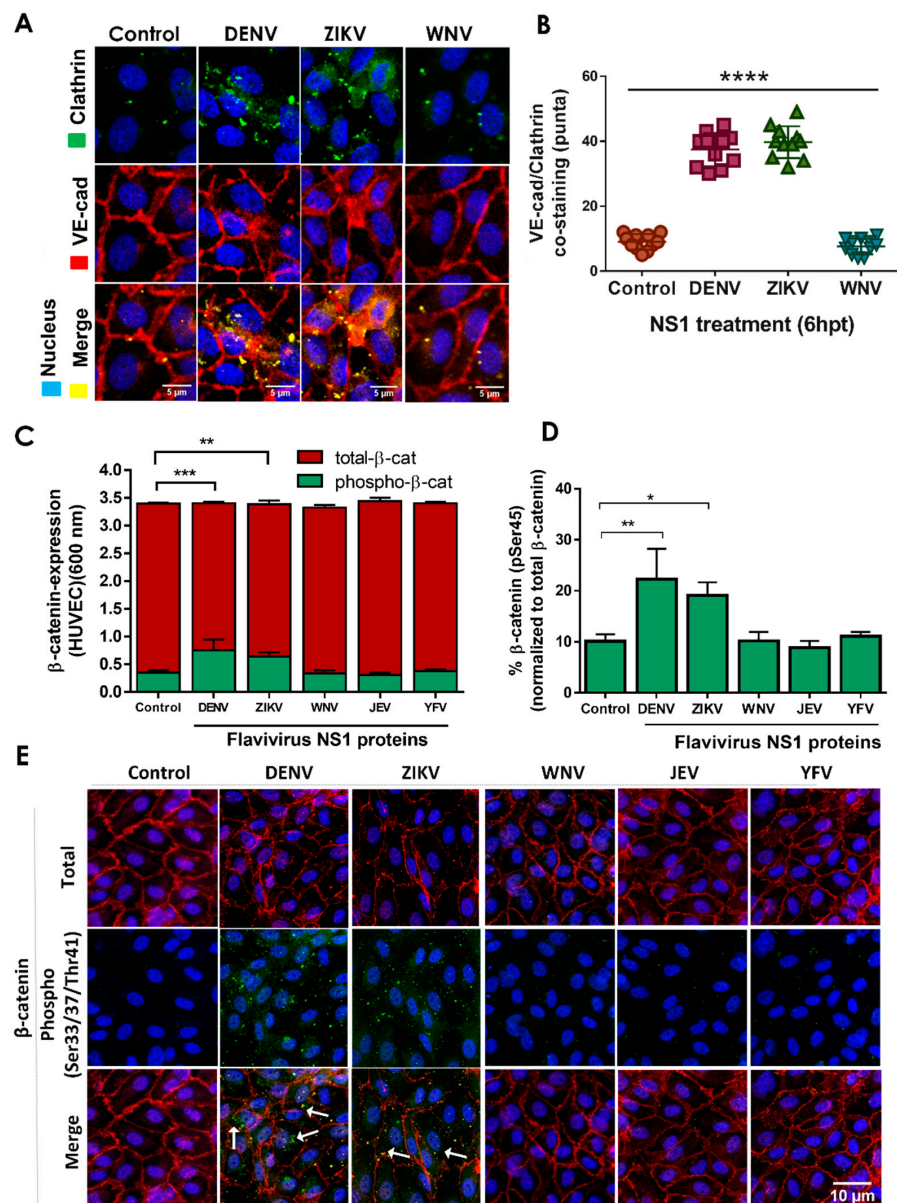 A
Control DENV ZIKV WNV
Clathrin
VE-cad
Merge
Nucleus
5 μm 5 μm 5 μm 5 μm
B
****
VE-cad/Clathrin
co-staining (punta)
60
40
20
0
Control DENV ZIKV WNV
NS1 treatment (6hpt)
C
**
***
total-β-cat
phospho-β-cat
β-catenin-expression
(HUVEC)(600 nm)
4.0
3.5
3.0
2.5
2.0
1.5
1.0
0.5
0.0
Control DENV ZIKV WNV JEV YFV
Flavivirus NS1 proteins
D
*
**
% β-catenin (pSer45)
(normalized to total β-catenin)
40
30
20
10
0
Control DENV ZIKV WNV JEV YFV
Flavivirus NS1 proteins
E
Control DENV ZIKV WNV JEV YFV
β-catenin
Total
Phospho
(Ser33/37/Thr41)
Merge
10 μm